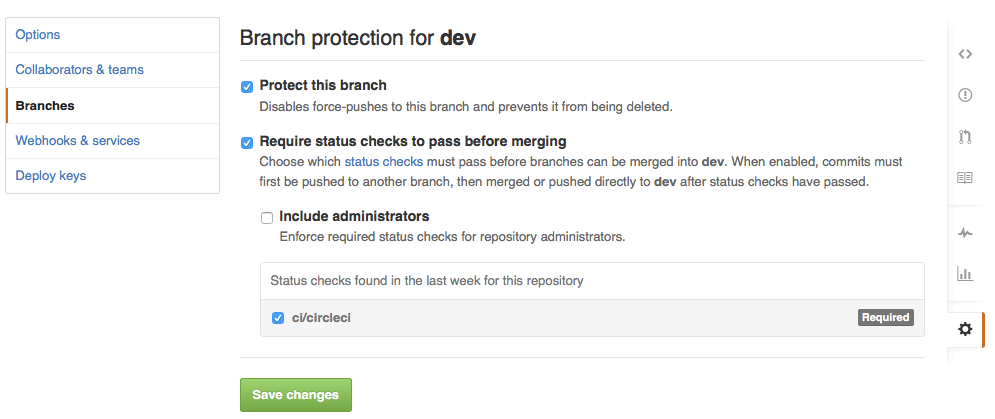 Options
Collaborators & teams
Branches
Webhooks & services
Deploy keys
Branch protection for dev
Protect this branch
Disables force-pushes to this branch and prevents it from being deleted.
Require status checks to pass before merging
Choose which status checks must pass before branches can be merged into dev. When enabled, commits must
first be pushed to another branch, then merged or pushed directly to dev after status checks have passed.
Include administrators
Enforce required status checks for repository administrators.
Status checks found in the last week for this repository
ci/circleci
Required
Save changes